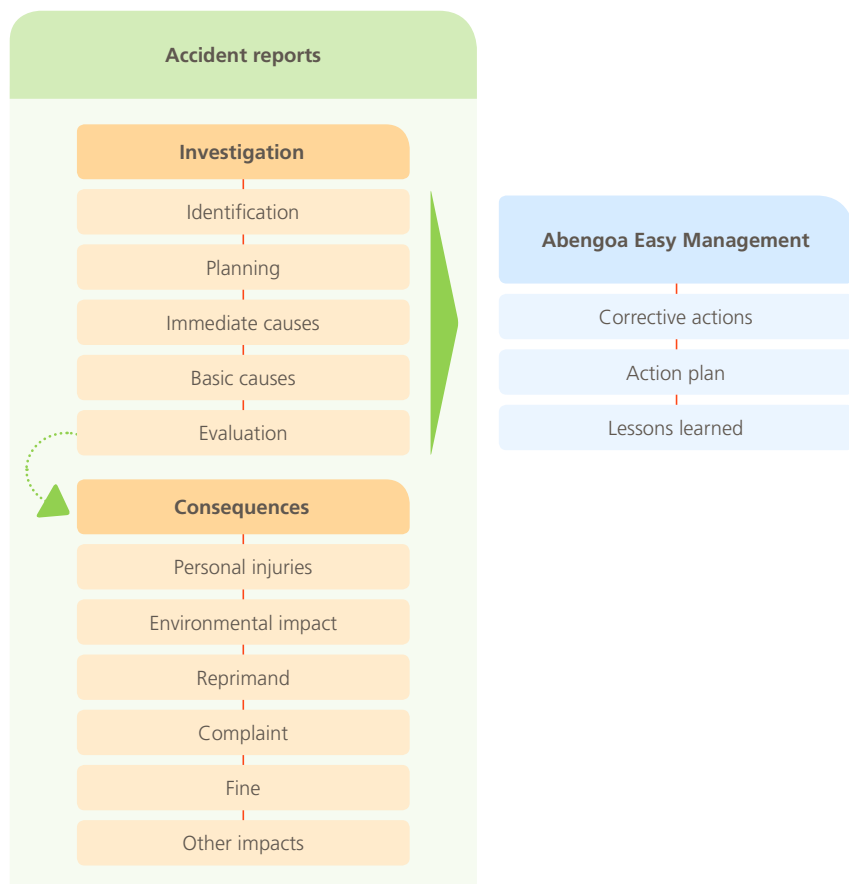 Accident reports
Investigation
Identification
Planning
Immediate causes
Basic causes
Evaluation
Consequences
Personal injuries
Environmental impact
Reprimand
Complaint
Fine
Other impacts
Abengoa Easy Management
Corrective actions
Action plan
Lessons learned